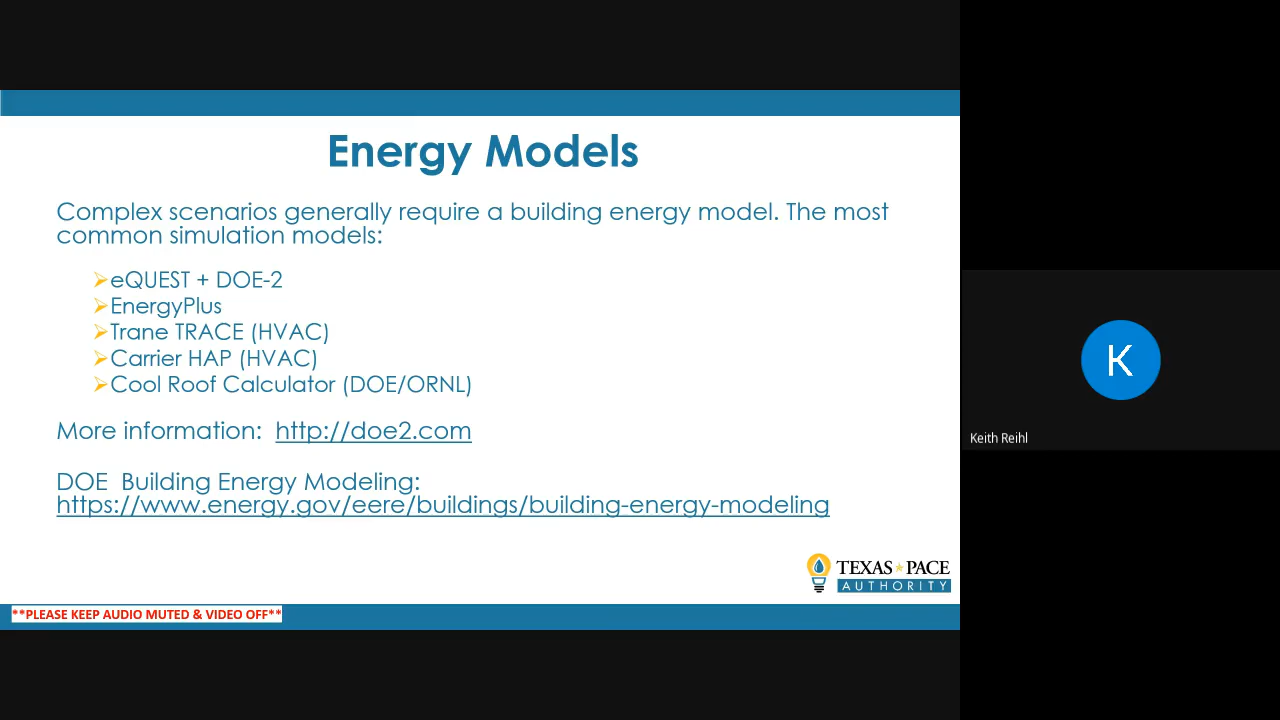 Energy Models
Complex scenarios generally require a building energy model. The most
common simulation models:
➢eQUEST + DOE-2
➢EnergyPlus
➢Trane TRACE (HVAC)
➢Carrier HAP (HVAC)
➢Cool Roof Calculator (DOE/ORNL)
More information:  http://doe2.com
DOE  Building Energy Modeling:
https://www.energy.gov/eere/buildings/building-energy-modeling
TEXAS PACE
AUTHORITY
**PLEASE KEEP AUDIO MUTED & VIDEO OFF**
K
Keith Reihl